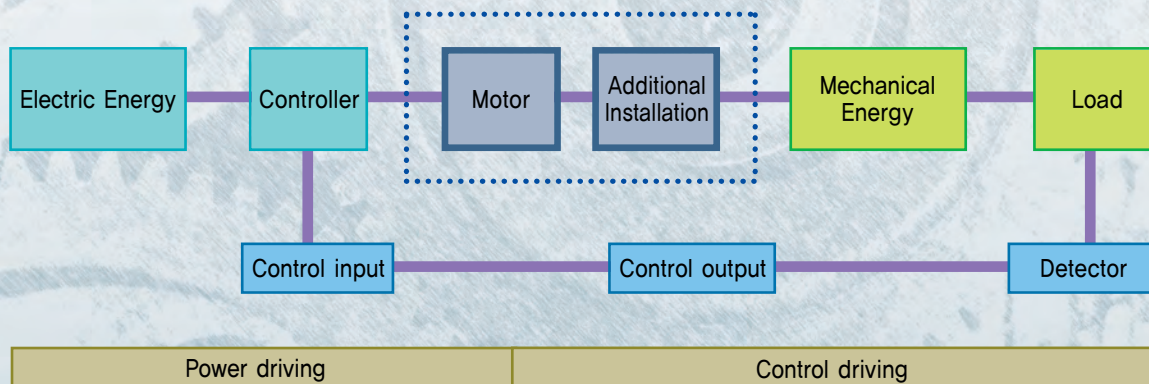 Electric Energy
Controller
Motor
Additional
Installation
Mechanical
Energy
Load
Control input
Control output
Detector
Power driving
Control driving